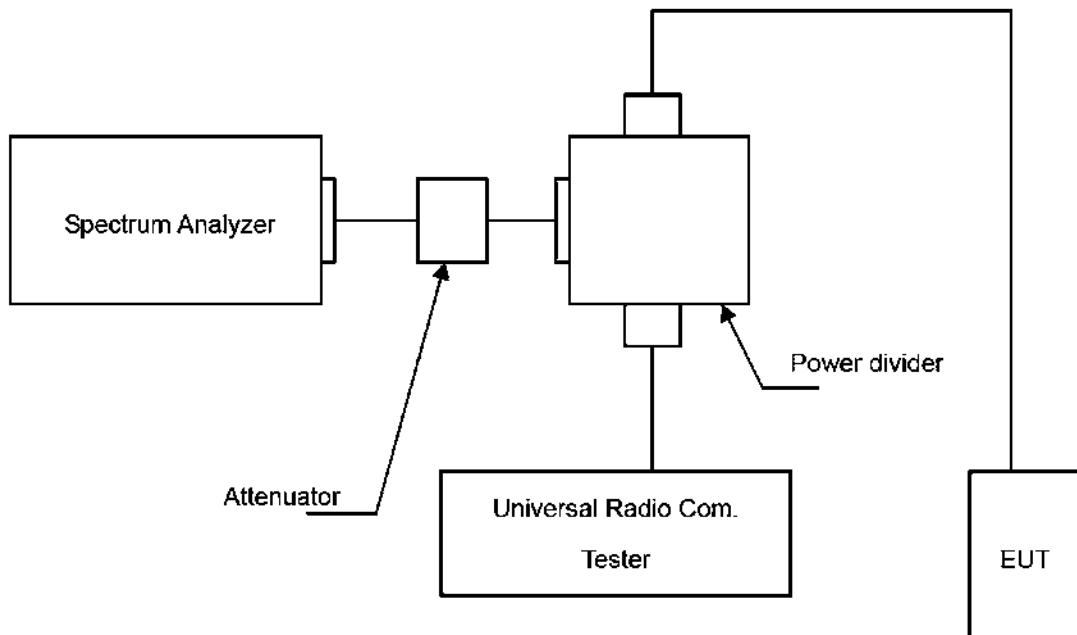 Spectrum Analyzer
Power divider
Attenuator
Universal Radio Com.
Tester
EUT